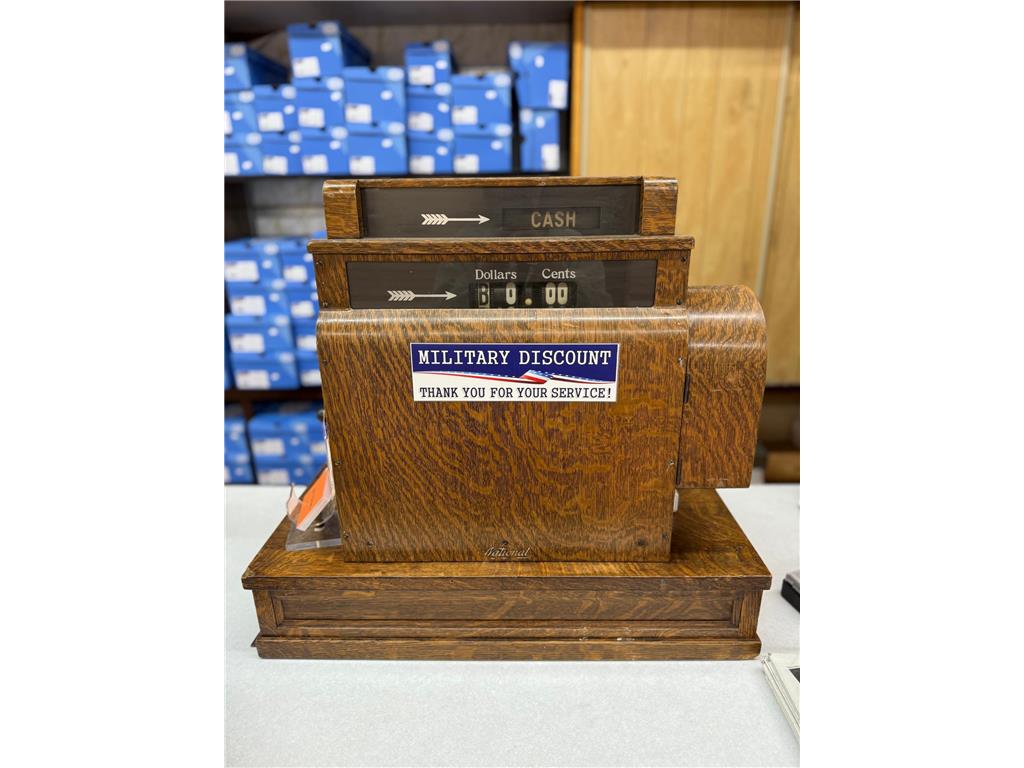 CASH
Dollars Cents
B 0 00
MILITARY DISCOUNT
THANK YOU FOR YOUR SERVICE!
National